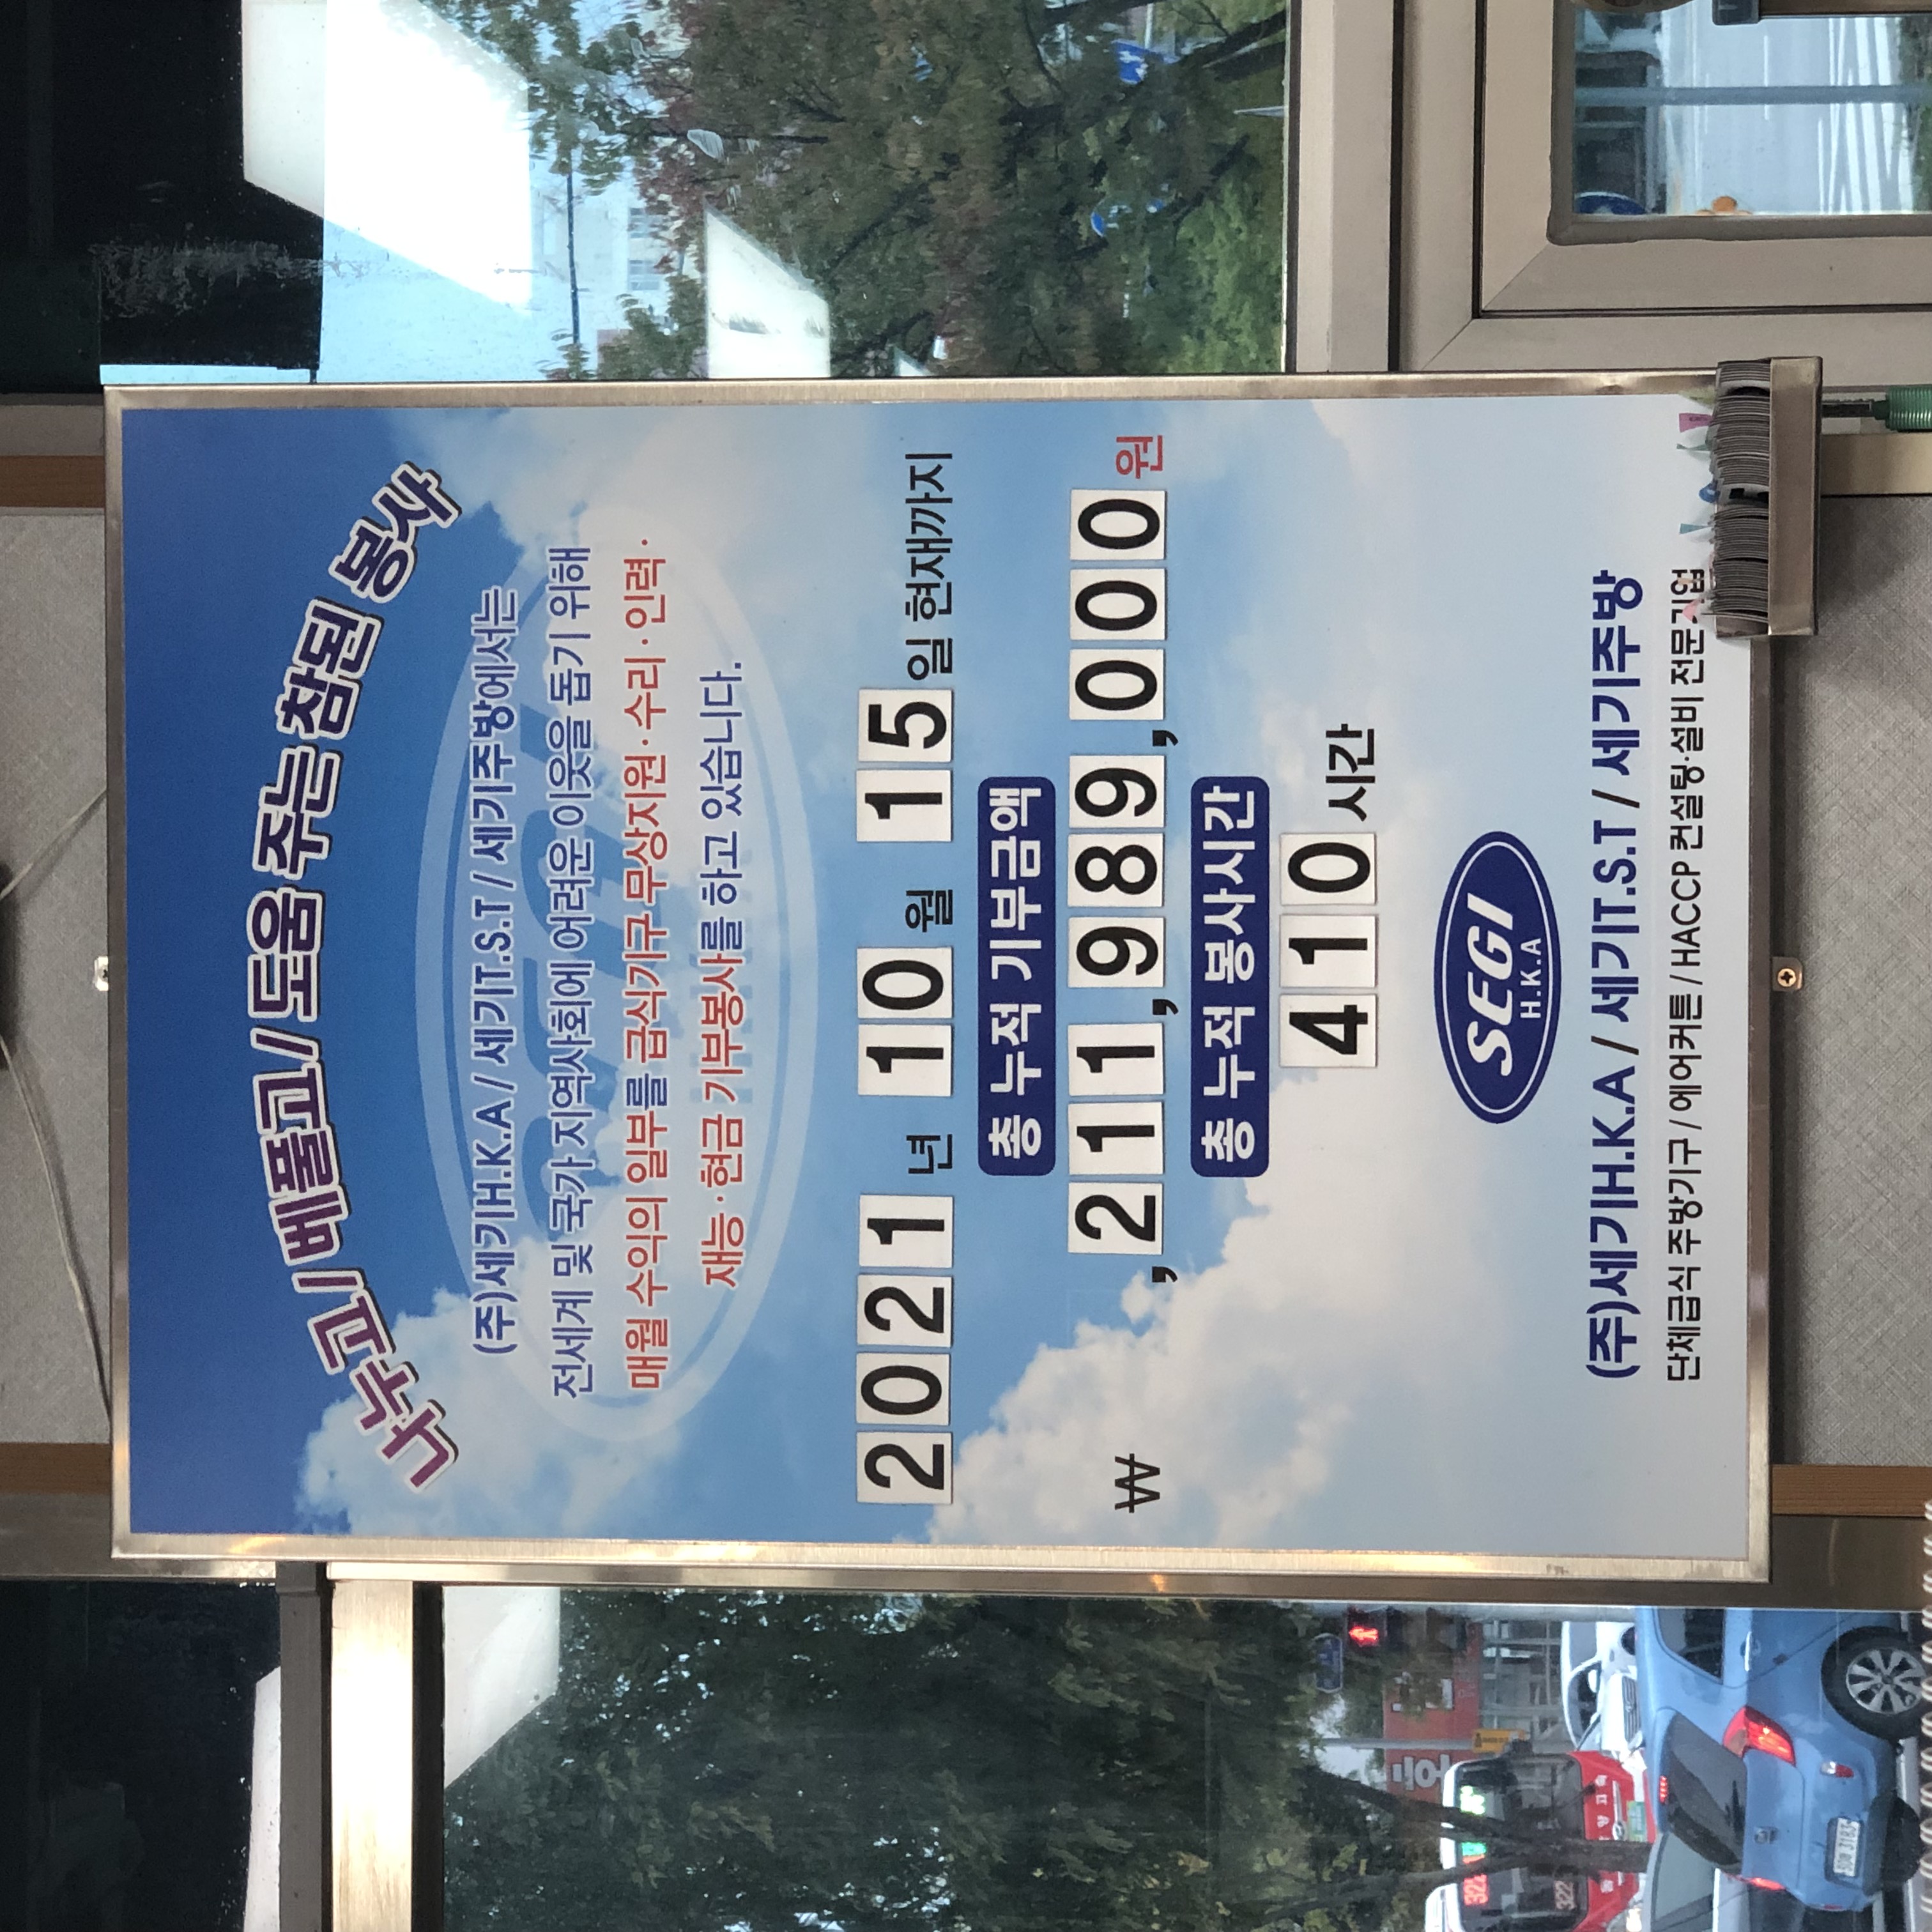 나누고 / 베풀고 / 도움 주는 참된 봉사
(주)세기H.K.A / 세기T.S.T / 세기주방에서는
전세계 및 국가 지역사회에 어려운 이웃을 돕기 위해
매월 수익의 일부를 급식기구 무상지원·수리·인력·
재능·현금 기부봉사를 하고 있습니다.
2021 년 10 월 15 일 현재까지
총 누적 기부금액
₩ ,211,989,000 원
총 누적 봉사시간
410 시간
SEGI
H.K.A
(주)세기H.K.A / 세기T.S.T / 세기주방
단체급식 주방기구 / 에어커튼 / HACCP 컨설팅·설비 전문기업
322